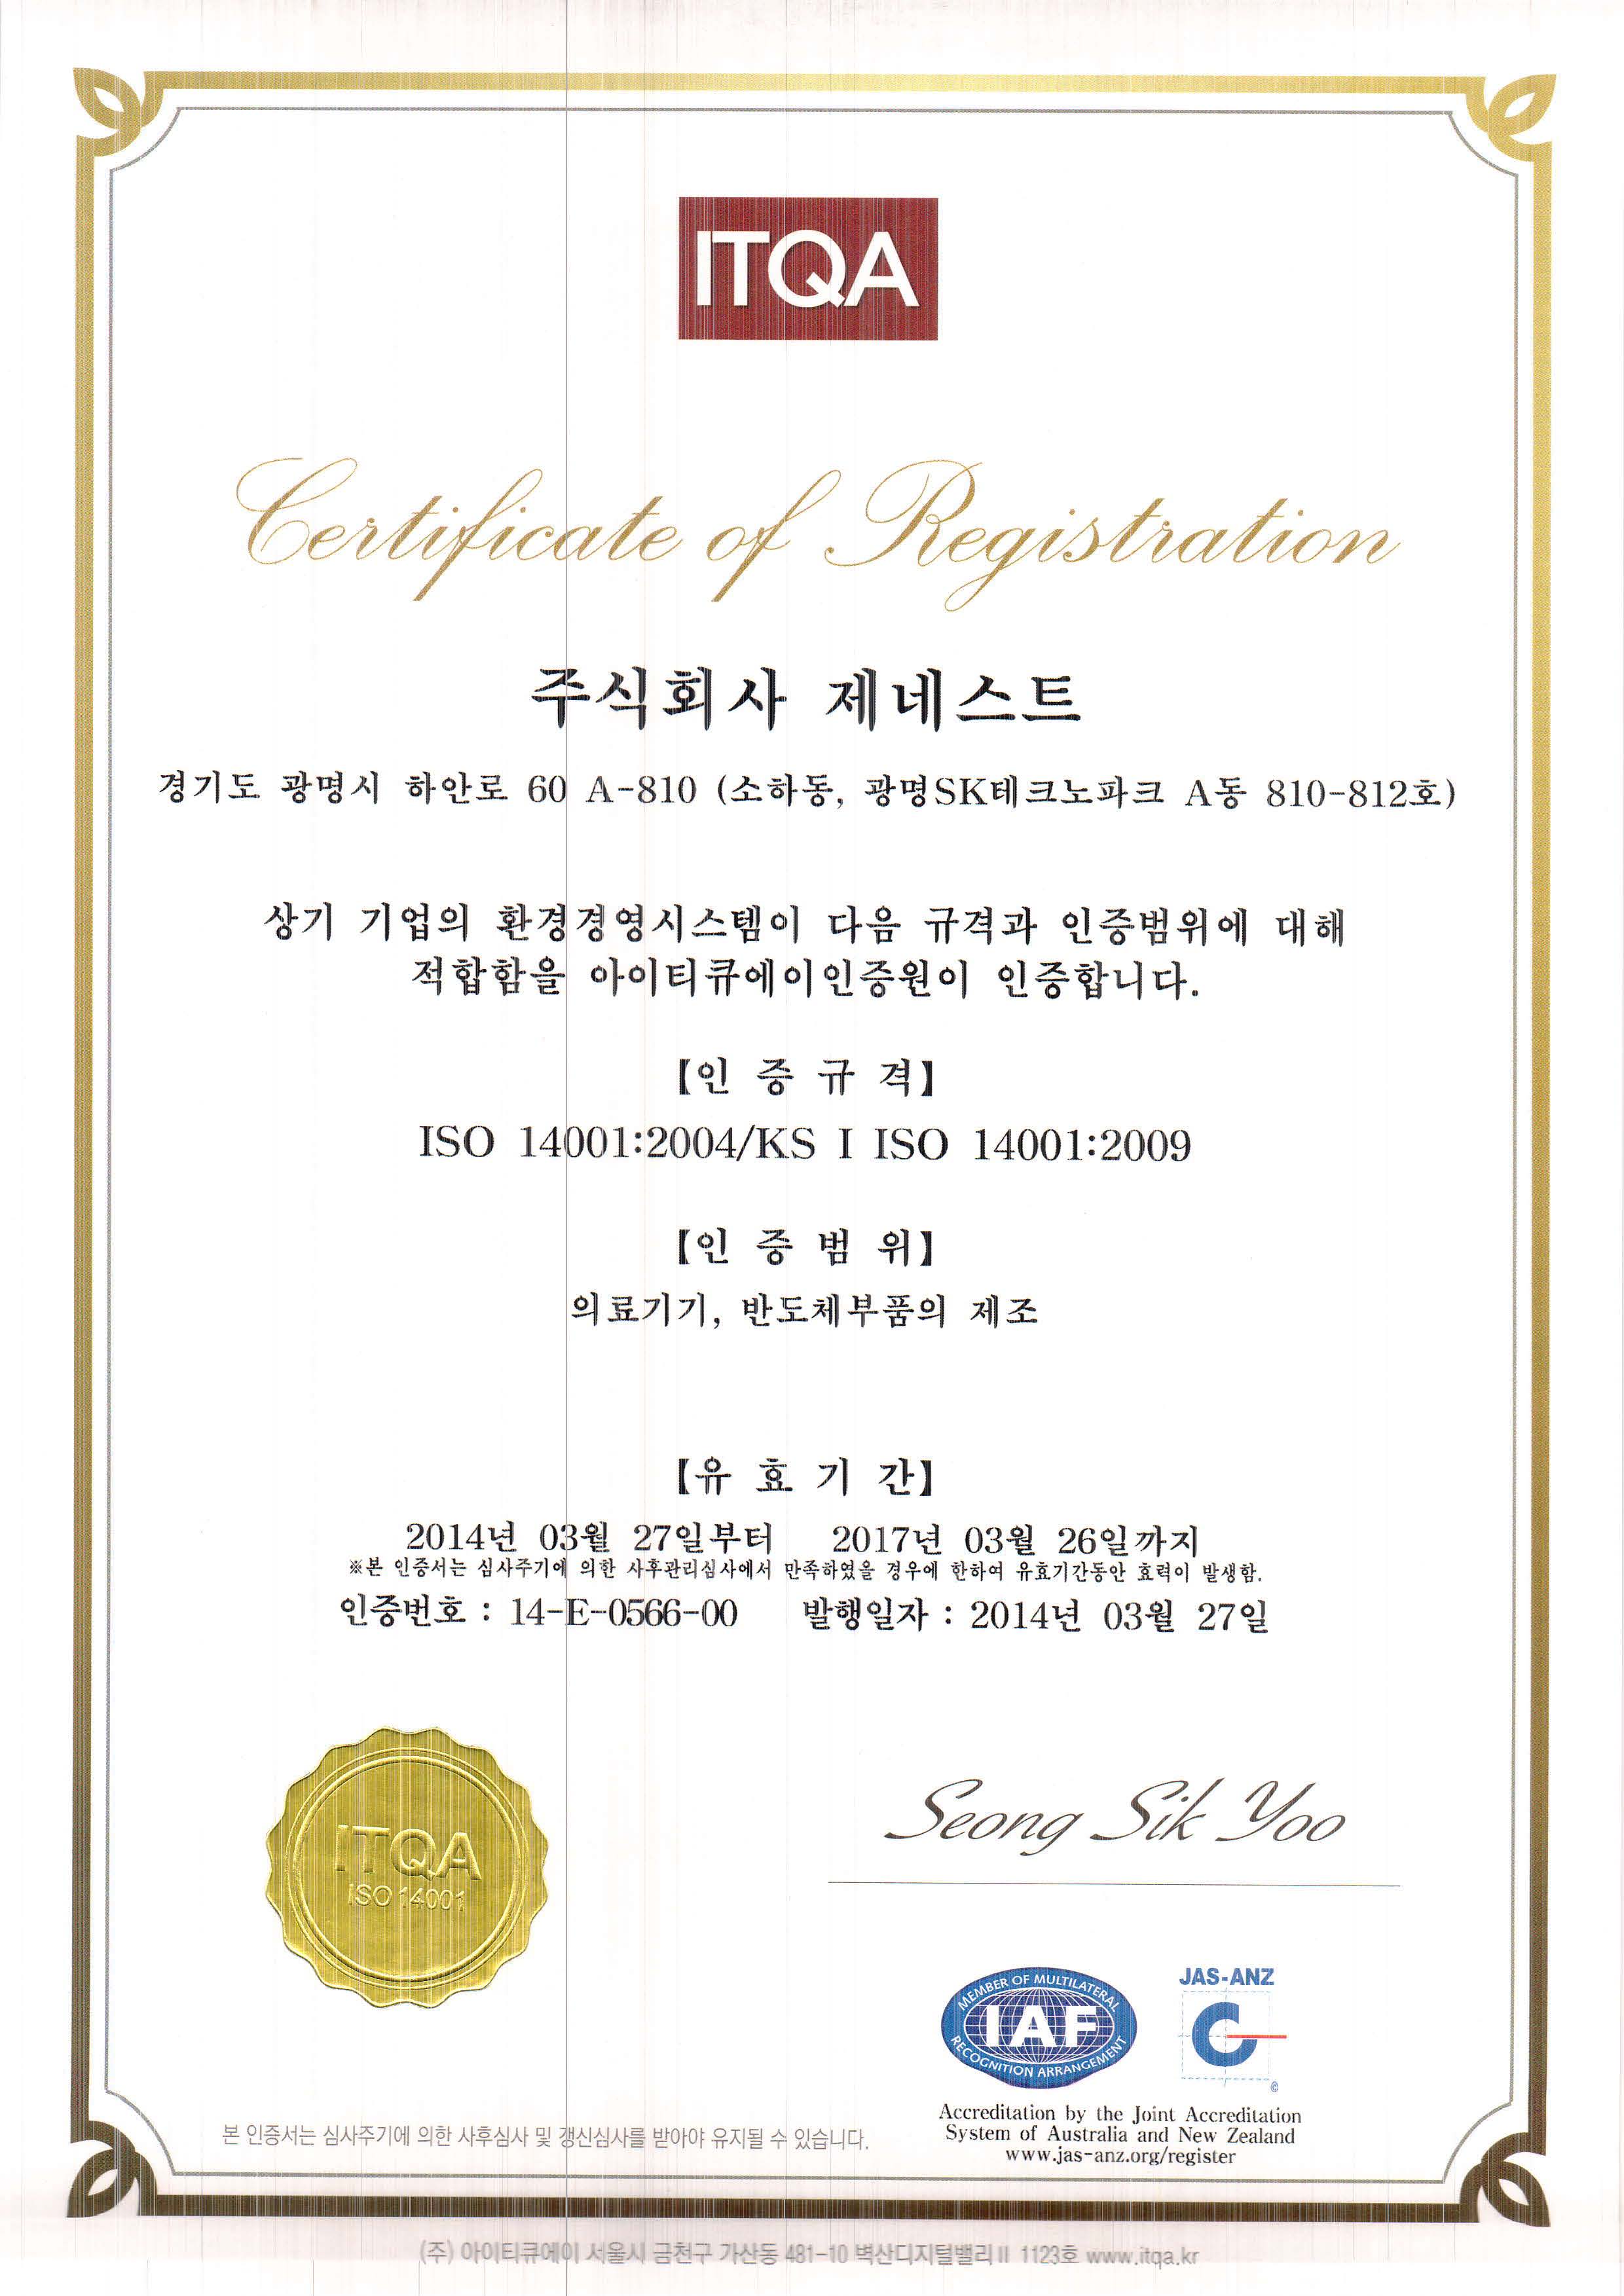 ITQA
Certificate of Registration
주식회사 제네스트
경기도 광명시 하안로 60 A-810 (소하동, 광명SK테크노파크 A동 810-812호)
상기 기업의 환경경영시스템이 다음 규격과 인증범위에 대해
적합함을 아이티큐에이인증원이 인증합니다.
【인 증 규 격】
ISO 14001:2004/KS I ISO 14001:2009
【인 증 범 위】
의료기기, 반도체부품의 제조
【유 효 기 간】
2014년 03월 27일부터 2017년 03월 26일까지
※본 인증서는 심사주기에 의한 사후관리심사에서 만족하였을 경우에 한하여 유효기간동안 효력이 발생함.
인증번호 : 14-E-0566-00 발행일자 : 2014년 03월 27일
ITQA
ISO 14001
Seong Sik Yoo
MEMBER OF MULTILATERAL
IAF
RECOGNITION ARRANGEMENT
JAS-ANZ
©
Accreditation by the Joint Accreditation
System of Australia and New Zealand
www.jas-anz.org/register
본 인증서는 심사주기에 의한 사후심사 및 갱신심사를 받아야 유지될 수 있습니다.
(주) 아이티큐에이 서울시 금천구 가산동 481-10 벽산디지털밸리Ⅱ 1123호 www.itqa.kr